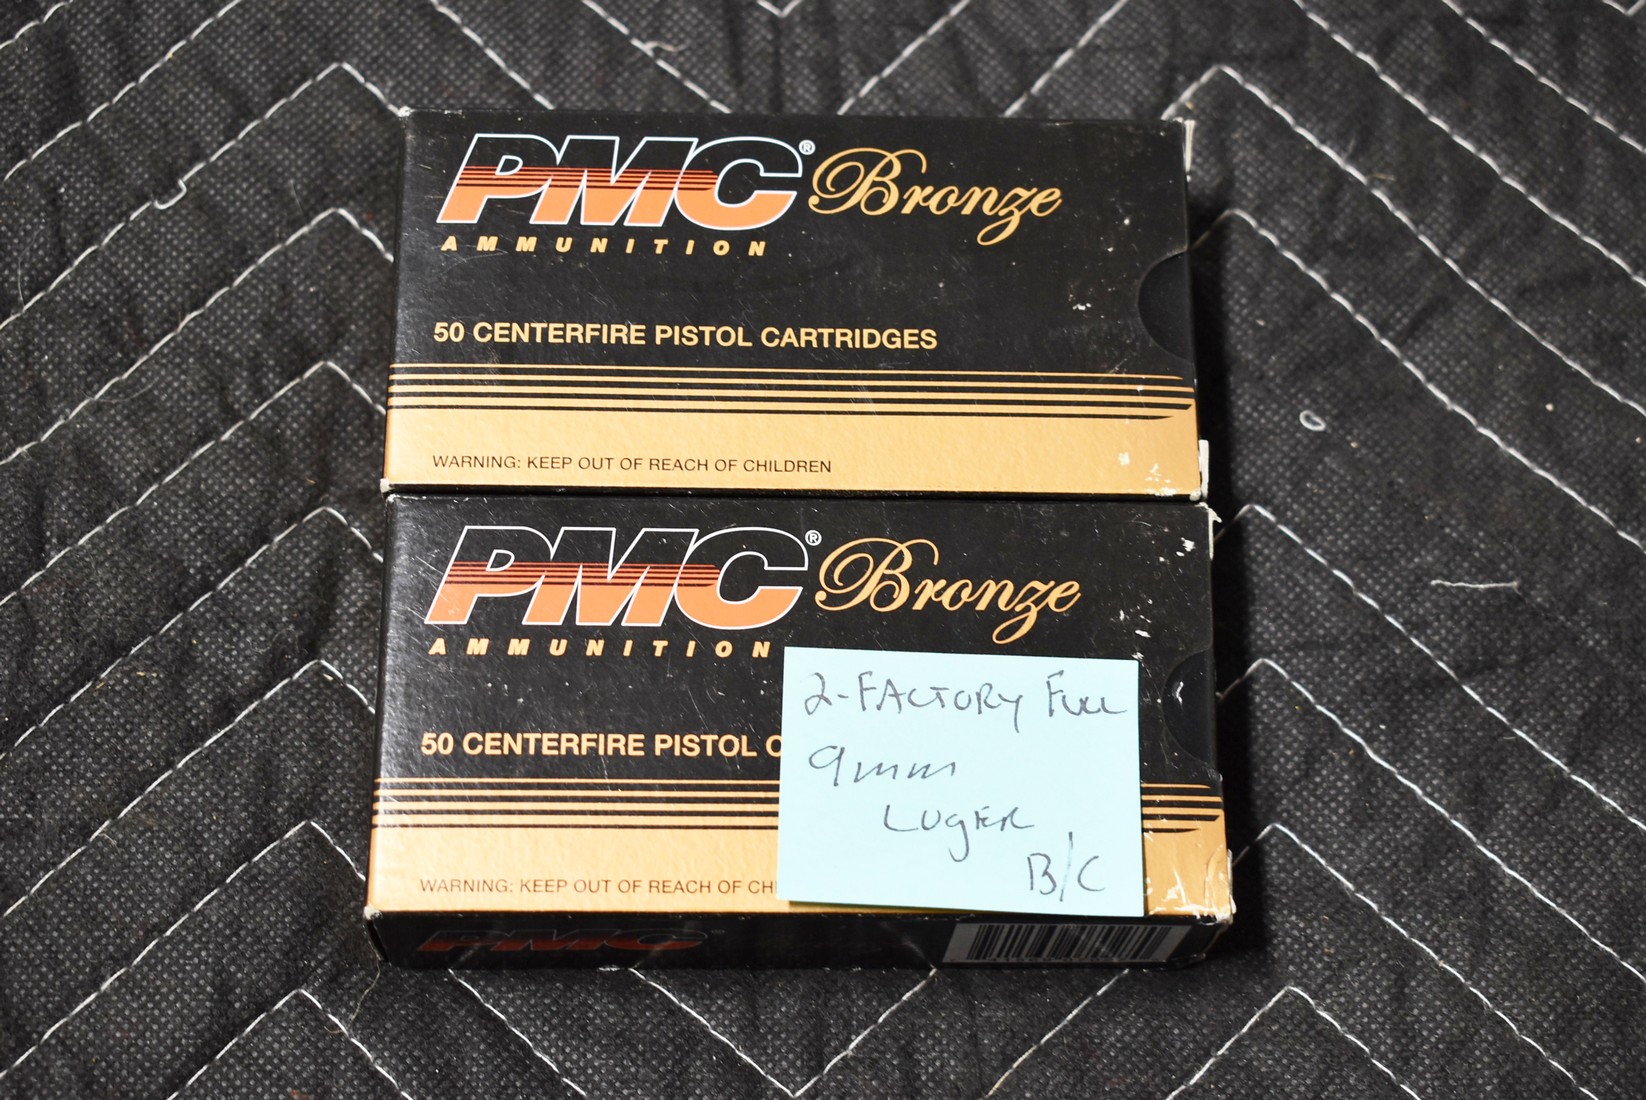 PMC® Bronze
AMMUNITION
50 CENTERFIRE PISTOL CARTRIDGES
WARNING: KEEP OUT OF REACH OF CHILDREN
PMC® Bronze
AMMUNITION
50 CENTERFIRE PISTOL C
WARNING: KEEP OUT OF REACH OF CH
2-FACTORY FULL
9mm
LUGER
B/C
PMC